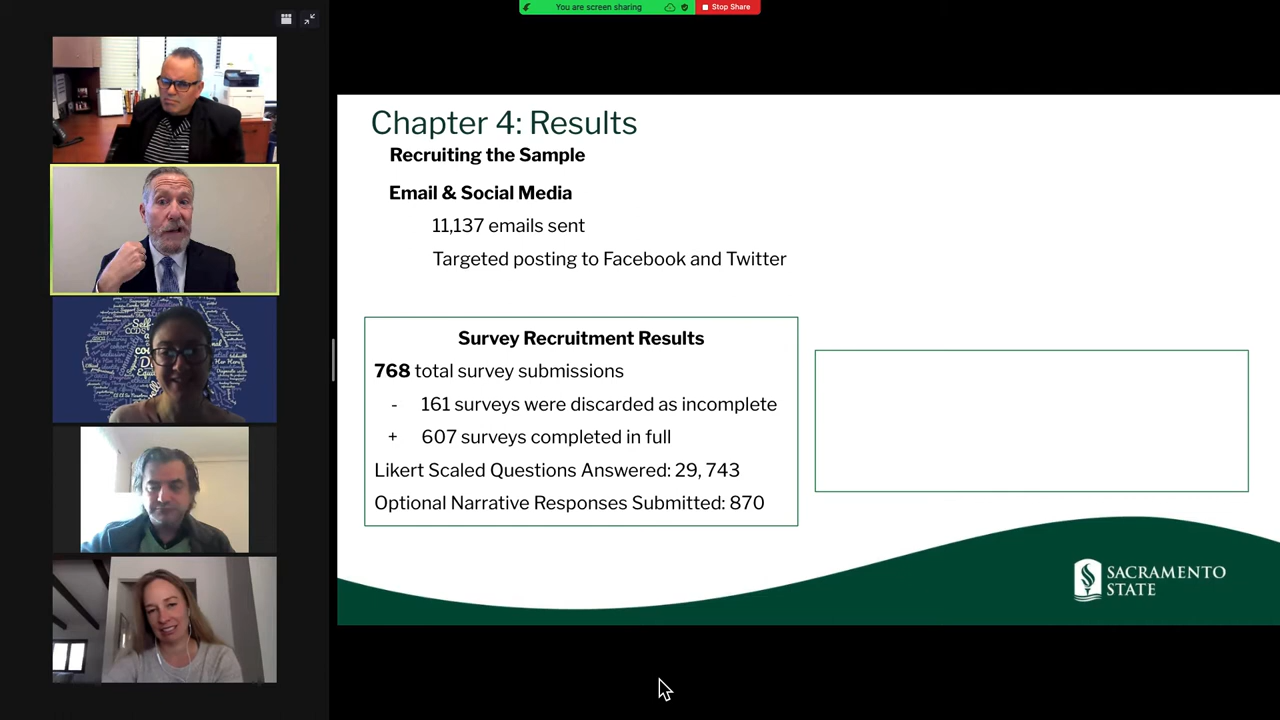 You are screen sharing
Stop Share
Chapter 4: Results
Recruiting the Sample
Email & Social Media
11,137 emails sent
Targeted posting to Facebook and Twitter
Survey Recruitment Results
768 total survey submissions
- 161 surveys were discarded as incomplete
+ 607 surveys completed in full
Likert Scaled Questions Answered: 29, 743
Optional Narrative Responses Submitted: 870
SACRAMENTO
STATE